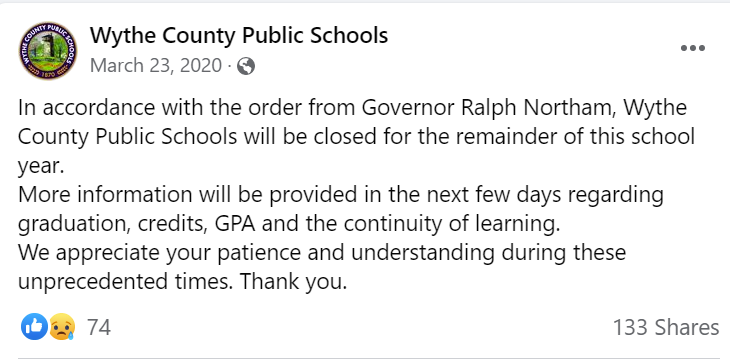 Wythe County Public Schools
March 23, 2020 ·
In accordance with the order from Governor Ralph Northam, Wythe
County Public Schools will be closed for the remainder of this school
year.
More information will be provided in the next few days regarding
graduation, credits, GPA and the continuity of learning.
We appreciate your patience and understanding during these
unprecedented times. Thank you.
74
133 Shares
WYTHE COUNTY PUBLIC SCHOOLS
1870